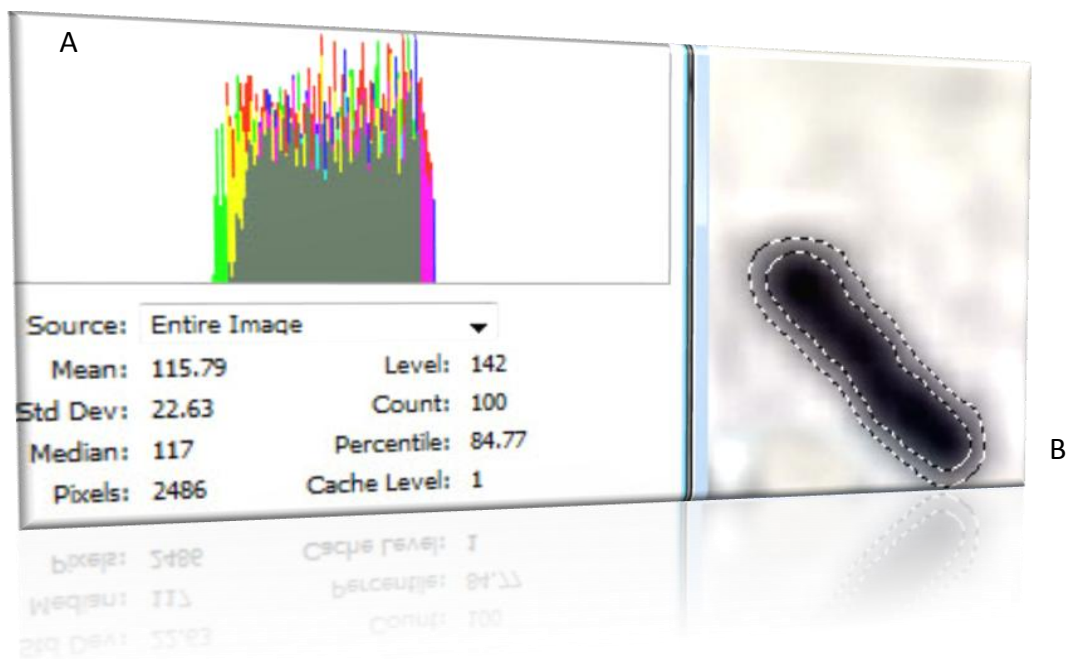 A
Source: Entire Image
Mean: 115.79 Level: 142
Std Dev: 22.63 Count: 100
Median: 117 Percentile: 84.77
Pixels: 2486 Cache Level: 1
B